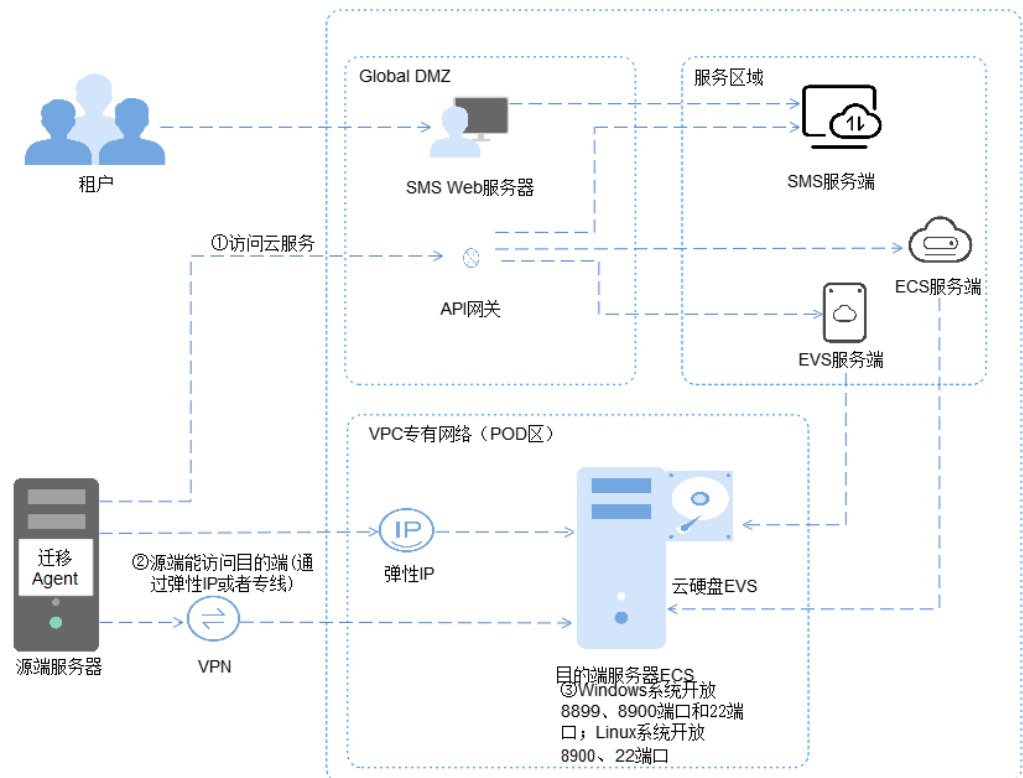 Global DMZ
服务区域
租户
SMS Web服务器
SMS服务端
①访问云服务
API网关
ECS服务端
EVS服务端
VPC专有网络（POD区）
迁移
Agent
IP
②源端能访问目的端(通
过弹性IP或者专线)
弹性IP
云硬盘EVS
源端服务器
VPN
目的端服务器ECS
③Windows系统开放
8899、8900端口和22端
口；Linux系统开放
8900、22端口